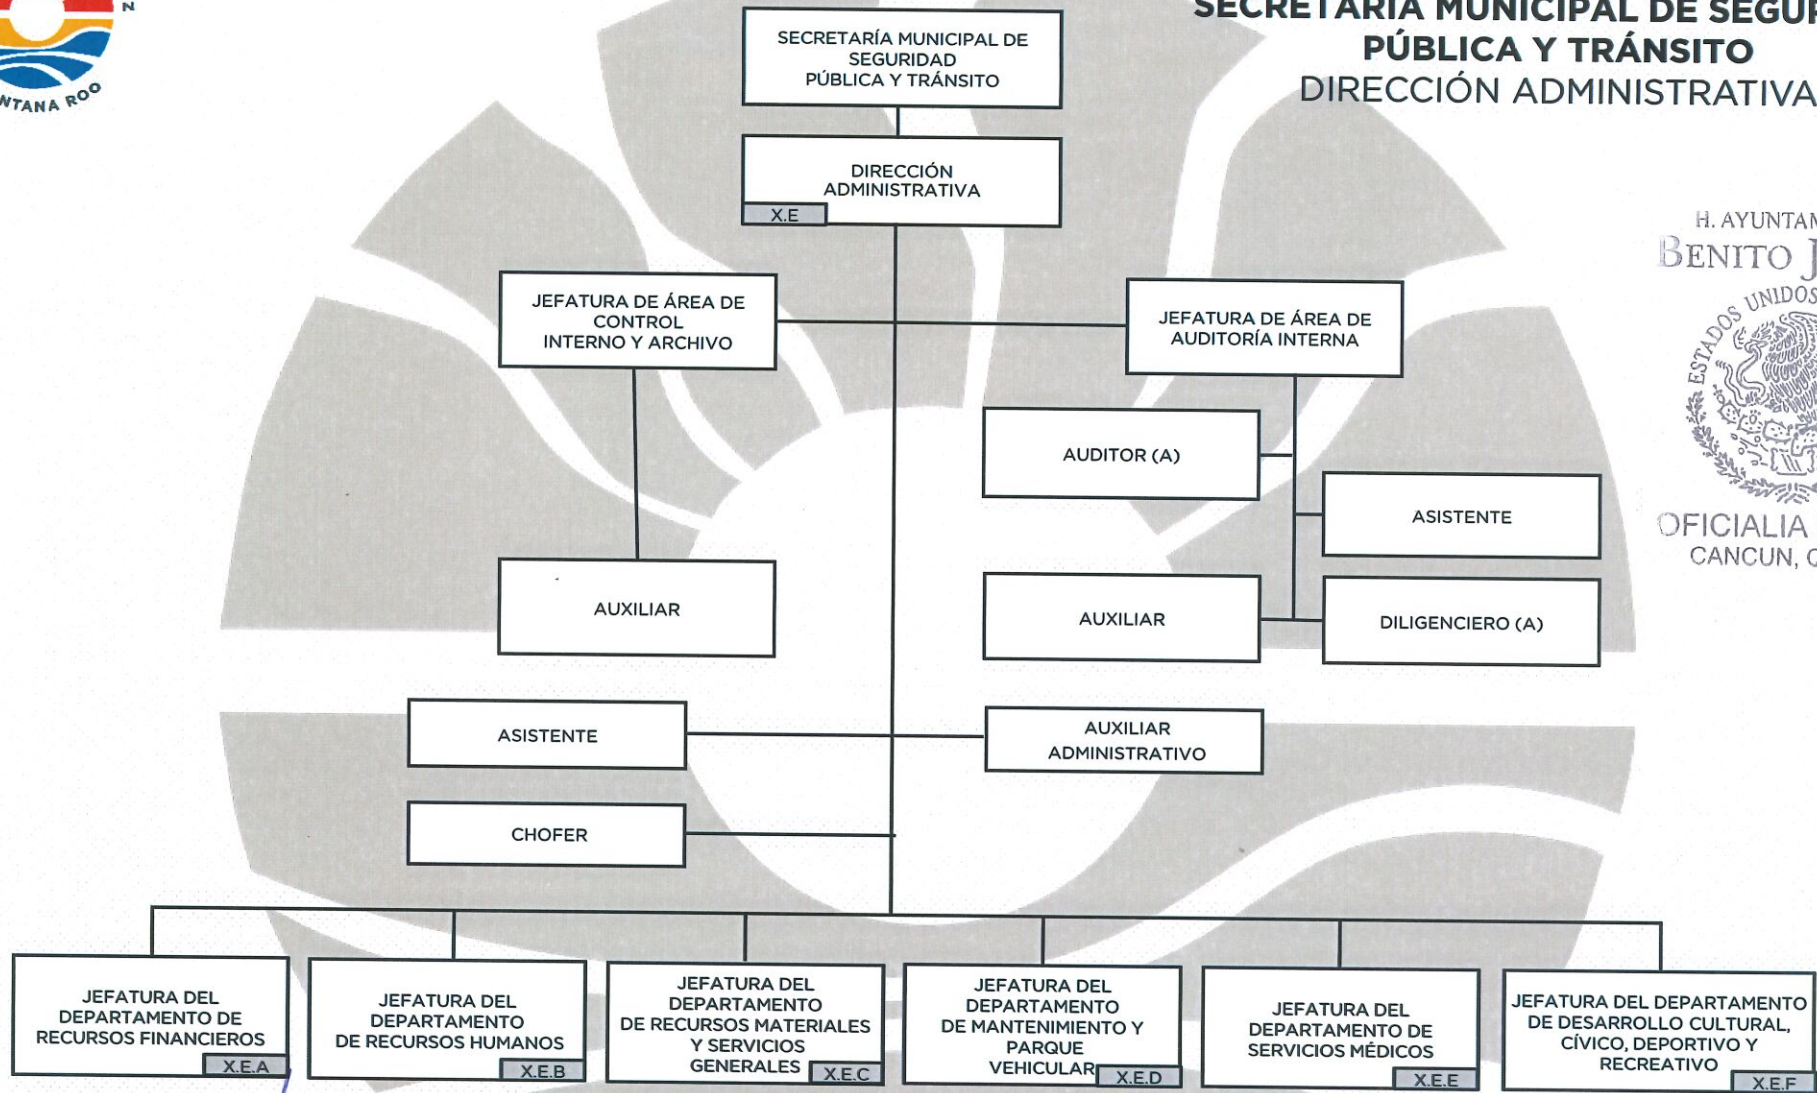 N
NTANA ROO
SECRETARÍA MUNICIPAL DE
PÚBLICA Y TRÁNSITO
DIRECCIÓN ADMINISTRATIVA
SECRETARÍA MUNICIPAL DE
SEGURIDAD
PÚBLICA Y TRÁNSITO
DIRECCIÓN
ADMINISTRATIVA
X.E
H.
BENITO
ESTADOS UNIDOS
OFICIALIA
CANCUN,
JEFATURA DE ÁREA DE
CONTROL
INTERNO Y ARCHIVO
JEFATURA DE ÁREA DE
AUDITORÍA INTERNA
AUDITOR (A)
ASISTENTE
AUXILIAR
AUXILIAR
DILIGENCIERO (A)
ASISTENTE
AUXILIAR
ADMINISTRATIVO
CHOFER
JEFATURA DEL
DEPARTAMENTO DE
RECURSOS FINANCIEROS
X.E.A
JEFATURA DEL
DEPARTAMENTO
DE RECURSOS HUMANOS
X.E.B
JEFATURA DEL
DEPARTAMENTO
DE RECURSOS MATERIALES
Y SERVICIOS
GENERALES
X.E.C
JEFATURA DEL
DEPARTAMENTO
DE MANTENIMIENTO Y
PARQUE
VEHICULAR
X.E.D
JEFATURA DEL
DEPARTAMENTO DE
SERVICIOS MÉDICOS
X.E.E
JEFATURA DEL DEPARTAMENTO
DE DESARROLLO CULTURAL,
CÍVICO, DEPORTIVO Y
RECREATIVO
X.E.F